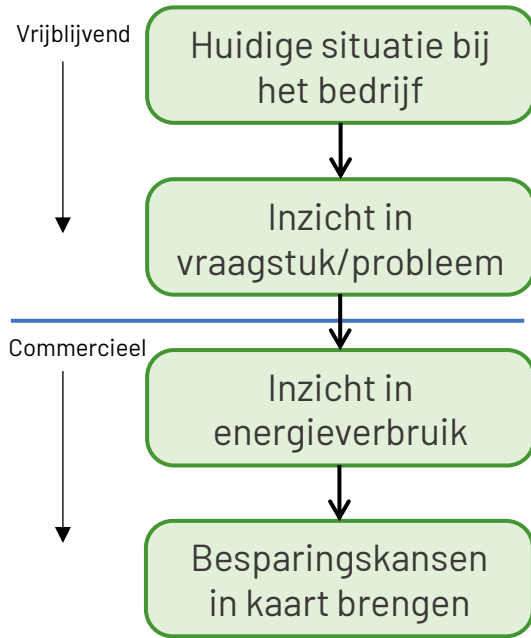 Vrijblijvend
Huidige situatie bij
het bedrijf
Inzicht in
vraagstuk/probleem
Commercieel
Inzicht in
energieverbruik
Besparingskansen
in kaart brengen